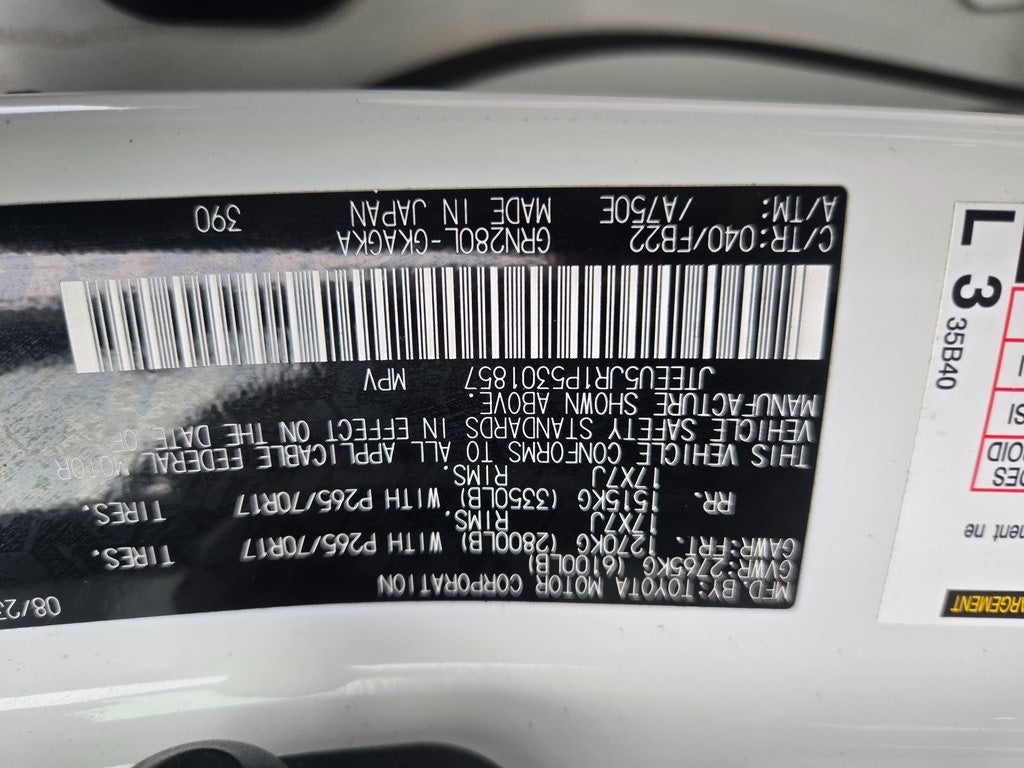 MFD BY:TOYOTA MOTOR CORPORATION 08/23
GVWR:2765KG (6100LB)
GAWR:FRT. 1270KG (2800LB) WITH P265/70R17 TIRES.
17X7J RIMS.
RR. 1515KG (3350LB) WITH P265/70R17 TIRES.
17X7J RIMS.
THIS VEHICLE CONFORMS TO ALL APPLICABLE FEDERAL MOTOR
VEHICLE SAFETY STANDARDS IN EFFECT ON THE DATE OF
MANUFACTURE SHOWN ABOVE.
JTEEU5JR1P5301857 MPV
C/TR:040/FB22 GRN280L-GKAGKA
A/TM: /A750E MADE IN JAPAN 390
L 3
35B40